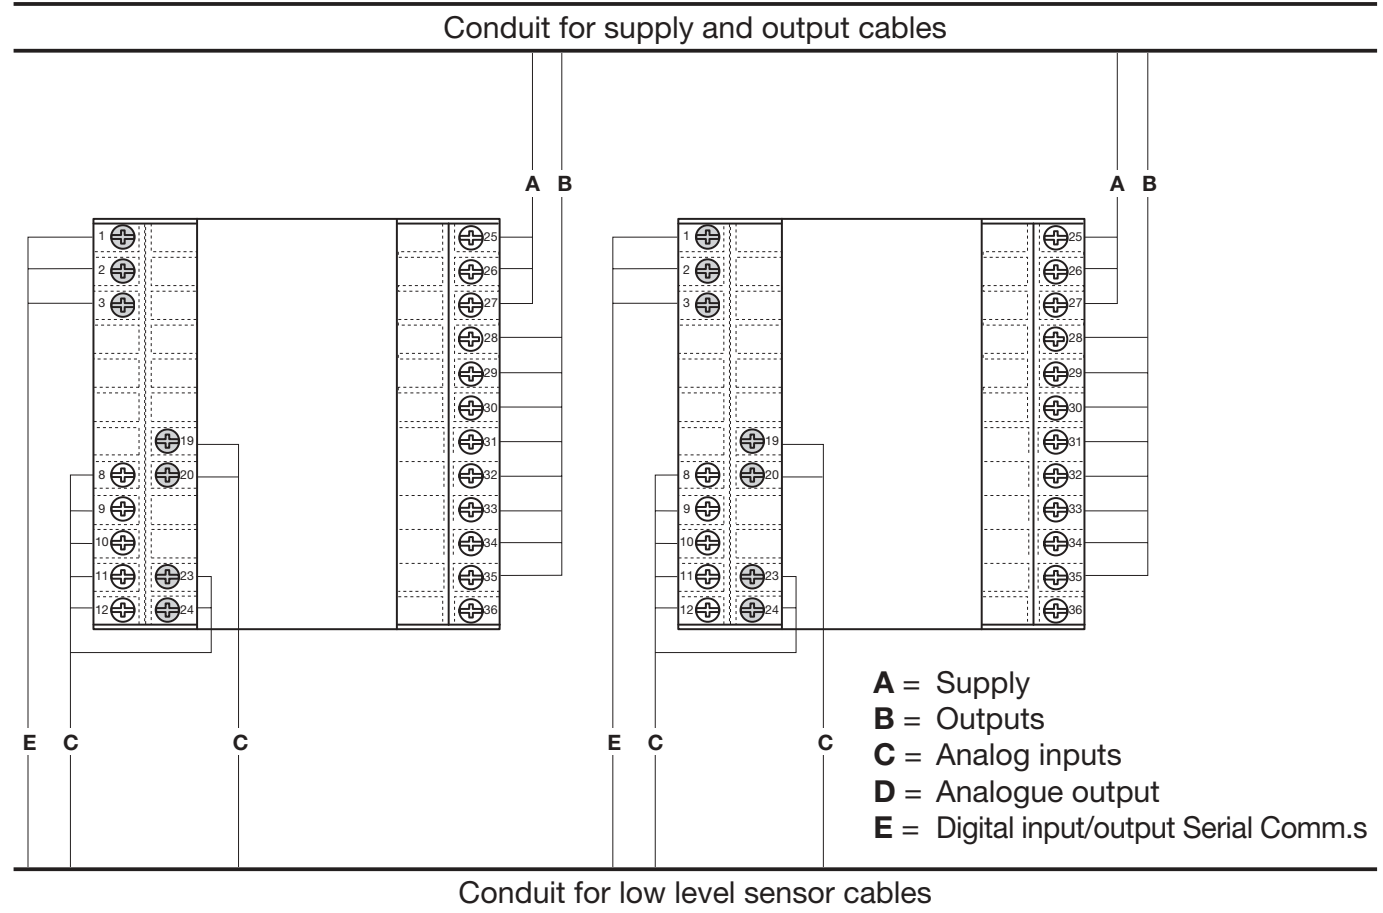 Conduit for supply and output cables
A B A B
1 25 1 25
2 26 2 26
3 27 3 27
28 28
29 29
30 30
19 31 19 31
8 20 32 8 20 32
9 33 9 33
10 34 10 34
11 23 35 11 23 35
12 24 36 12 24 36
A = Supply
B = Outputs
E C C E C C
C = Analog inputs
D = Analogue output
E = Digital input/output Serial Comm.s
Conduit for low level sensor cables